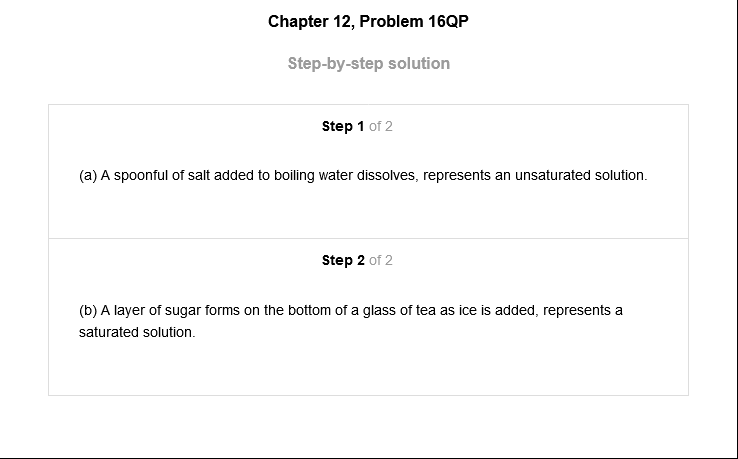 Chapter 12, Problem 16QP
Step-by-step solution
Step 1 of 2
(a) A spoonful of salt added to boiling water dissolves, represents an unsaturated solution.
Step 2 of 2
(b) A layer of sugar forms on the bottom of a glass of tea as ice is added, represents a
saturated solution.